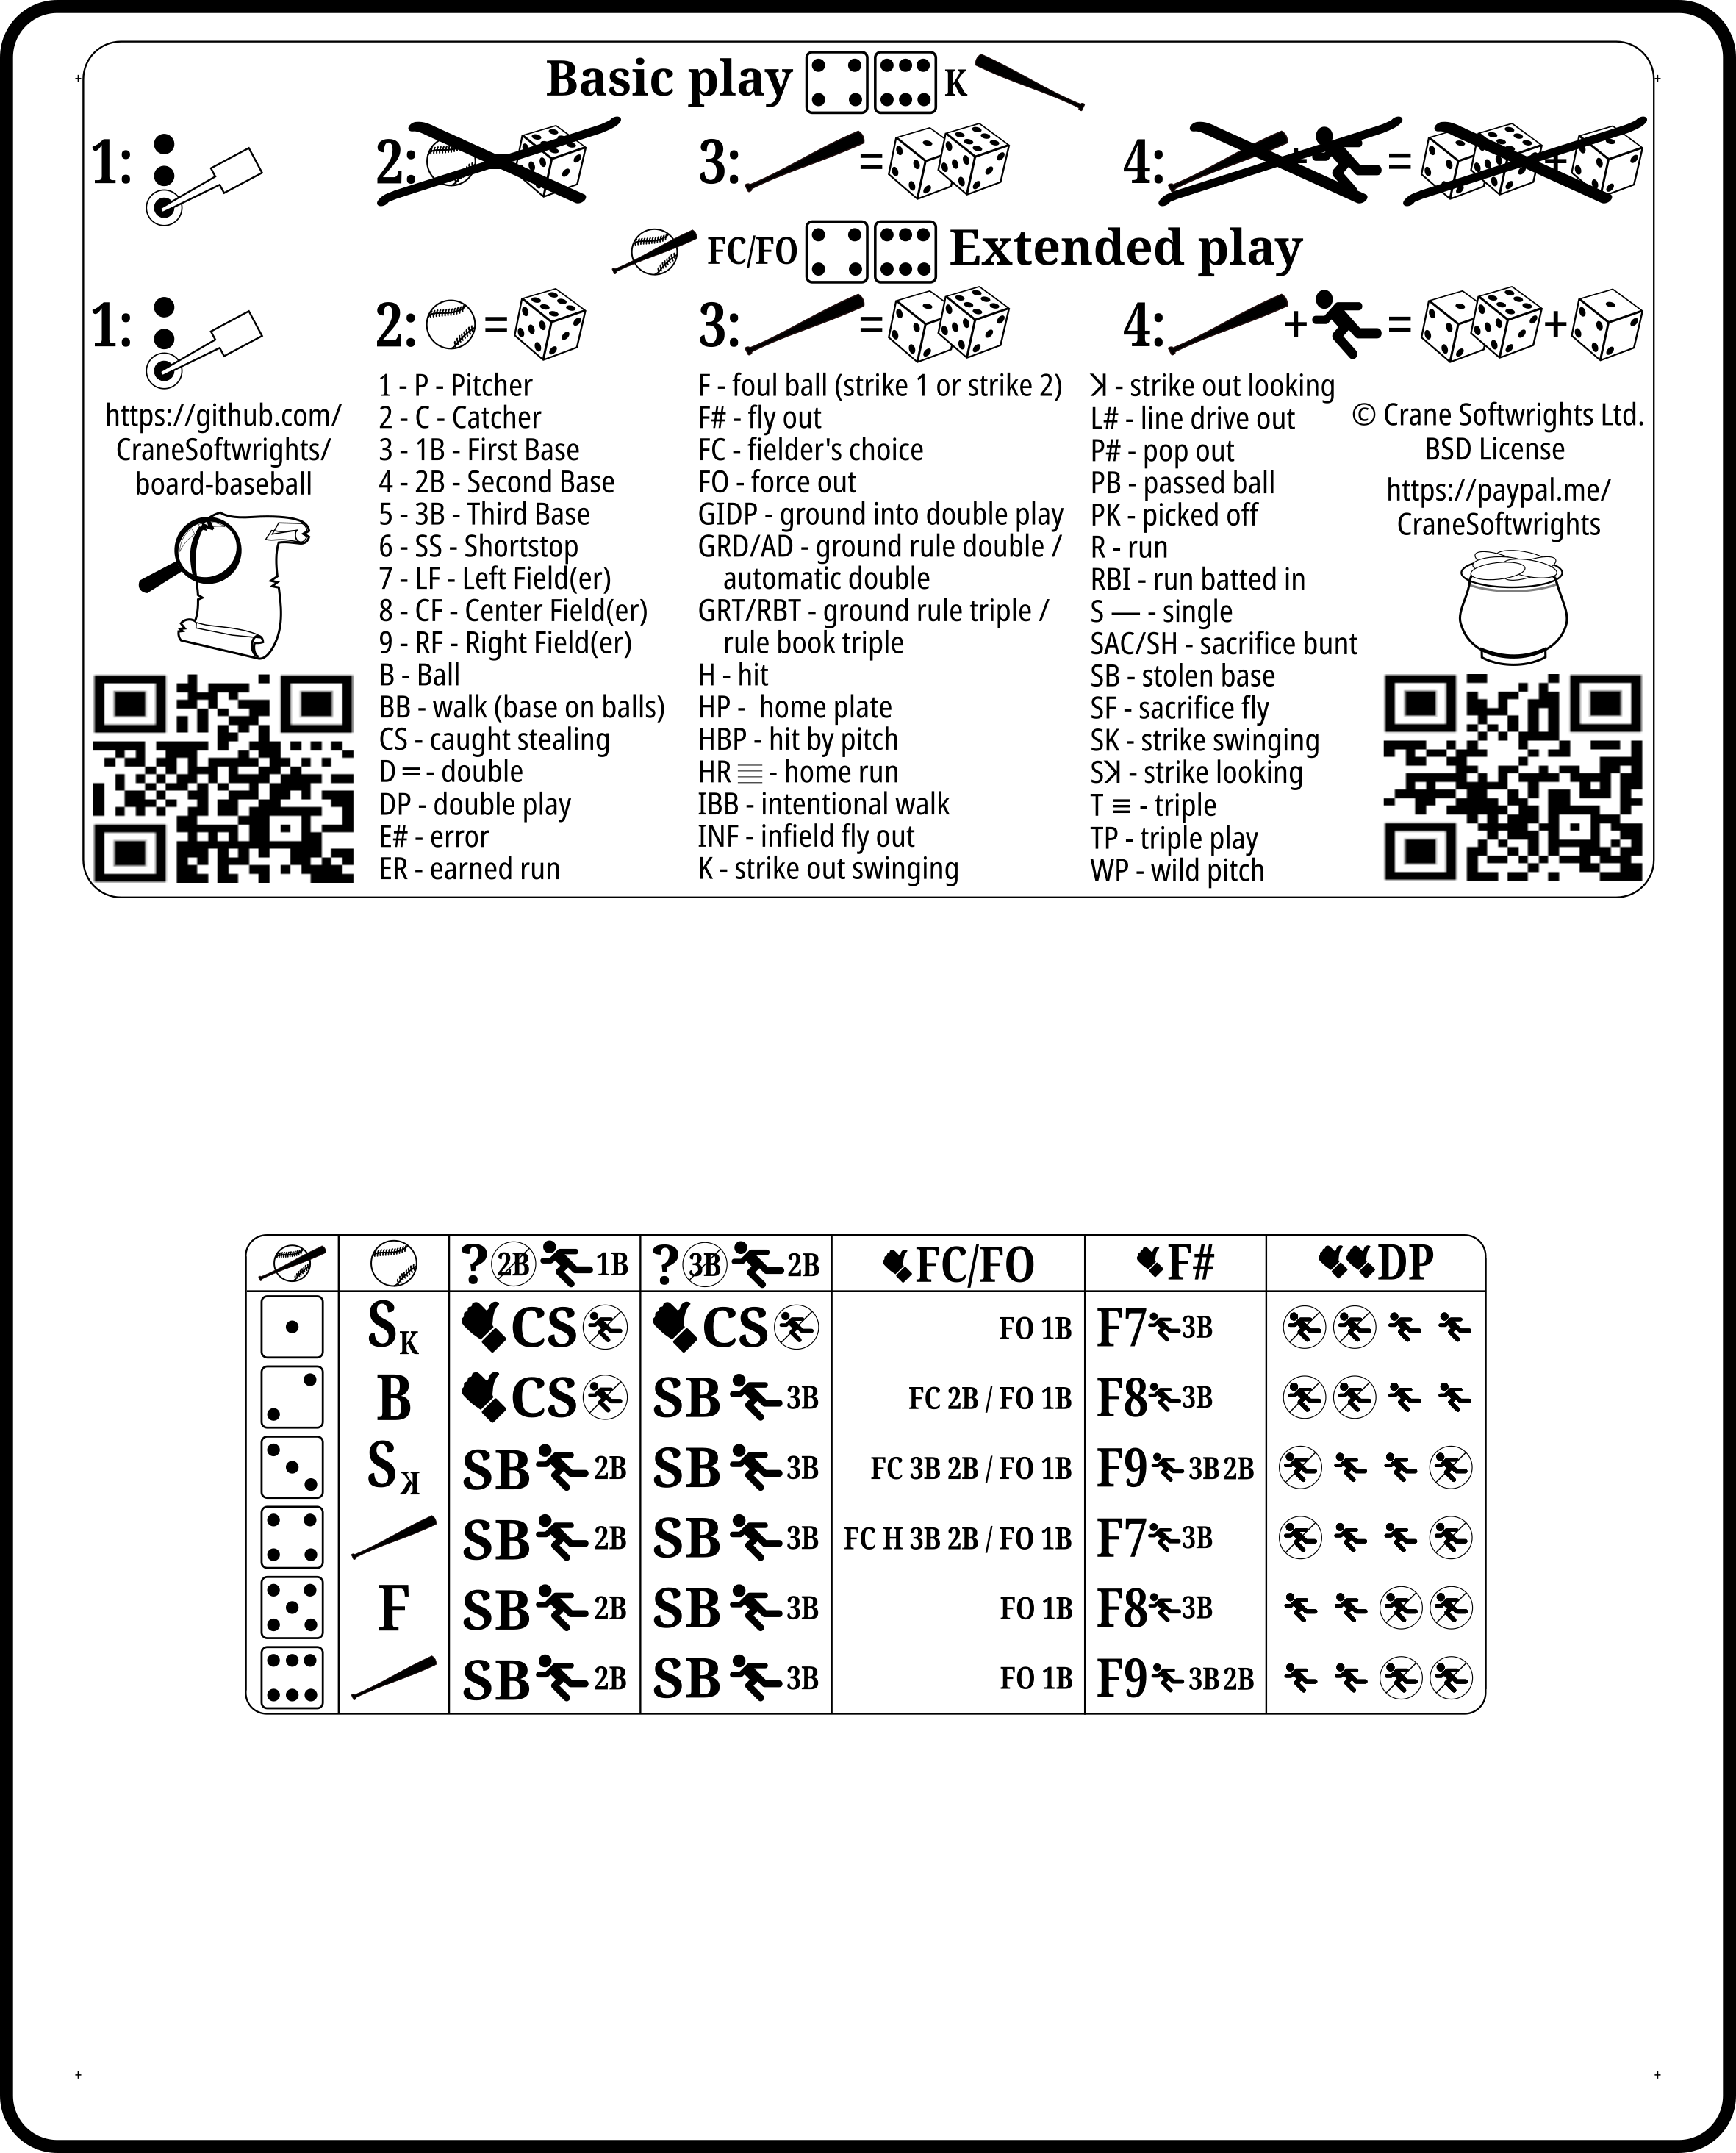 Basic play K
1: 2: = 3: = 4: + = +
FC/FO Extended play
1: 2: = 3: = 4: + = +
https://github.com/
CraneSoftwrights/
board-baseball
1 - P - Pitcher
2 - C - Catcher
3 - 1B - First Base
4 - 2B - Second Base
5 - 3B - Third Base
6 - SS - Shortstop
7 - LF - Left Field(er)
8 - CF - Center Field(er)
9 - RF - Right Field(er)
B - Ball
BB - walk (base on balls)
CS - caught stealing
D = - double
DP - double play
E# - error
ER - earned run
F - foul ball (strike 1 or strike 2)
F# - fly out
FC - fielder's choice
FO - force out
GIDP - ground into double play
GRD/AD - ground rule double /
automatic double
GRT/RBT - ground rule triple /
rule book triple
H - hit
HP - home plate
HBP - hit by pitch
HR 𝄚 - home run
IBB - intentional walk
INF - infield fly out
K - strike out swinging
ꓘ - strike out looking
L# - line drive out
P# - pop out
PB - passed ball
PK - picked off
R - run
RBI - run batted in
S — - single
SAC/SH - sacrifice bunt
SB - stolen base
SF - sacrifice fly
SK - strike swinging
Sꓘ - strike looking
T ≡ - triple
TP - triple play
WP - wild pitch
© Crane Softwrights Ltd.
BSD License
https://paypal.me/
CraneSoftwrights
? 2B 1B ? 3B 2B FC/FO F# DP
SK CS CS FO 1B F7 3B
B CS SB 3B FC 2B / FO 1B F8 3B
Sꓘ SB 2B SB 3B FC 3B 2B / FO 1B F9 3B 2B
SB 2B SB 3B FC H 3B 2B / FO 1B F7 3B
F SB 2B SB 3B FO 1B F8 3B
SB 2B SB 3B FO 1B F9 3B 2B